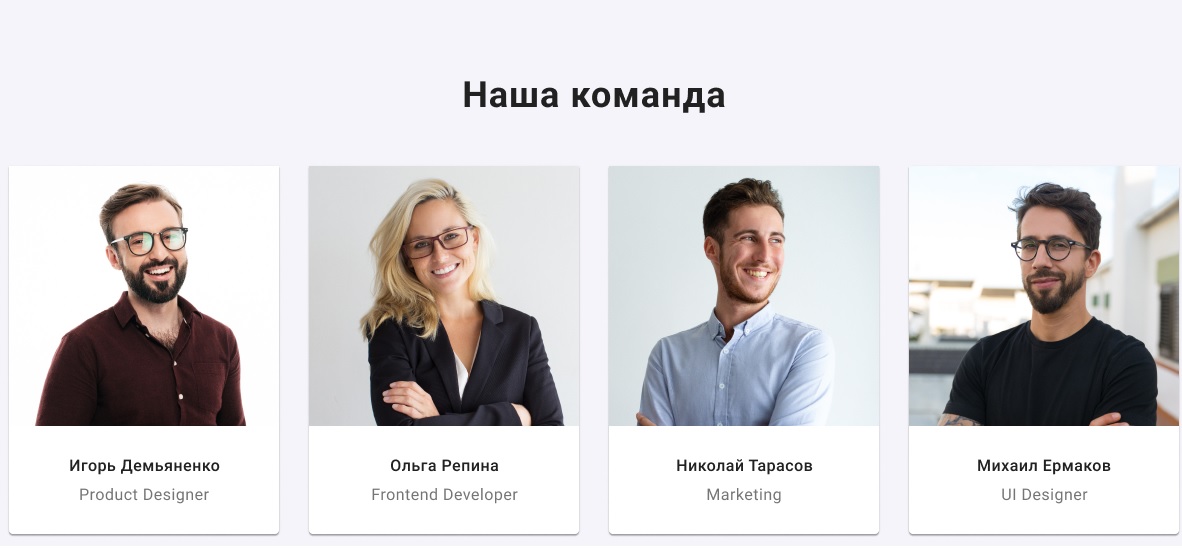 Наша команда
Игорь Демьяненко
Product Designer
Ольга Репина
Frontend Developer
Николай Тарасов
Marketing
Михаил Ермаков
UI Designer